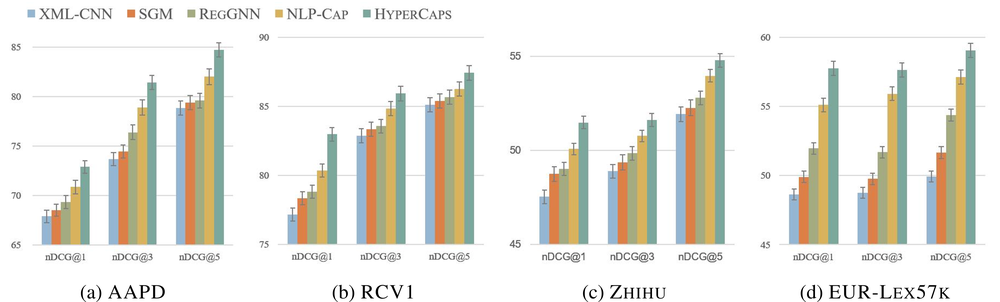 XML-CNN SGM REGGNN NLP-CAP HYPERCAPS
85
80
75
70
65
nDCG@1 nDCG@3 nDCG@5
(a) AAPD
90
85
80
75
nDCG@1 nDCG@3 nDCG@5
(b) RCV1
55
50
45
nDCG@1 nDCG@3 nDCG@5
(c) ZHIHU
60
55
50
45
nDCG@1 nDCG@3 nDCG@5
(d) EUR-LEX57K